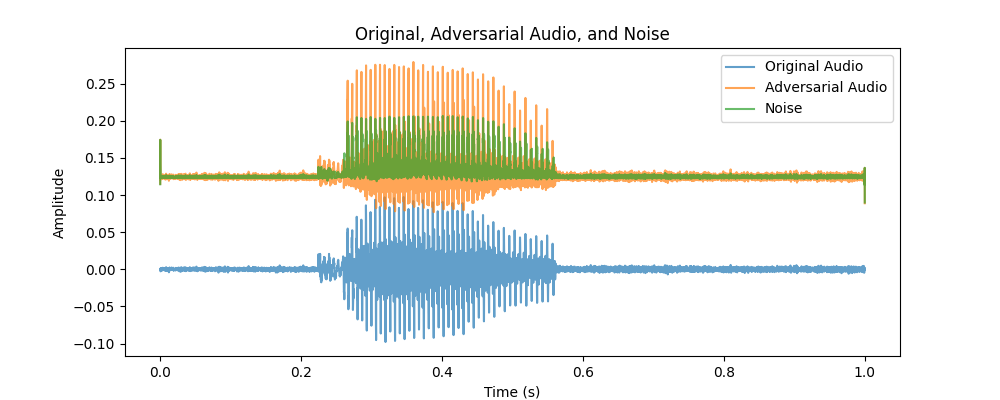 Original, Adversarial Audio, and Noise
Original Audio
Adversarial Audio
Noise
Amplitude
0.25
0.20
0.15
0.10
0.05
0.00
−0.05
−0.10
0.0 0.2 0.4 0.6 0.8 1.0
Time (s)